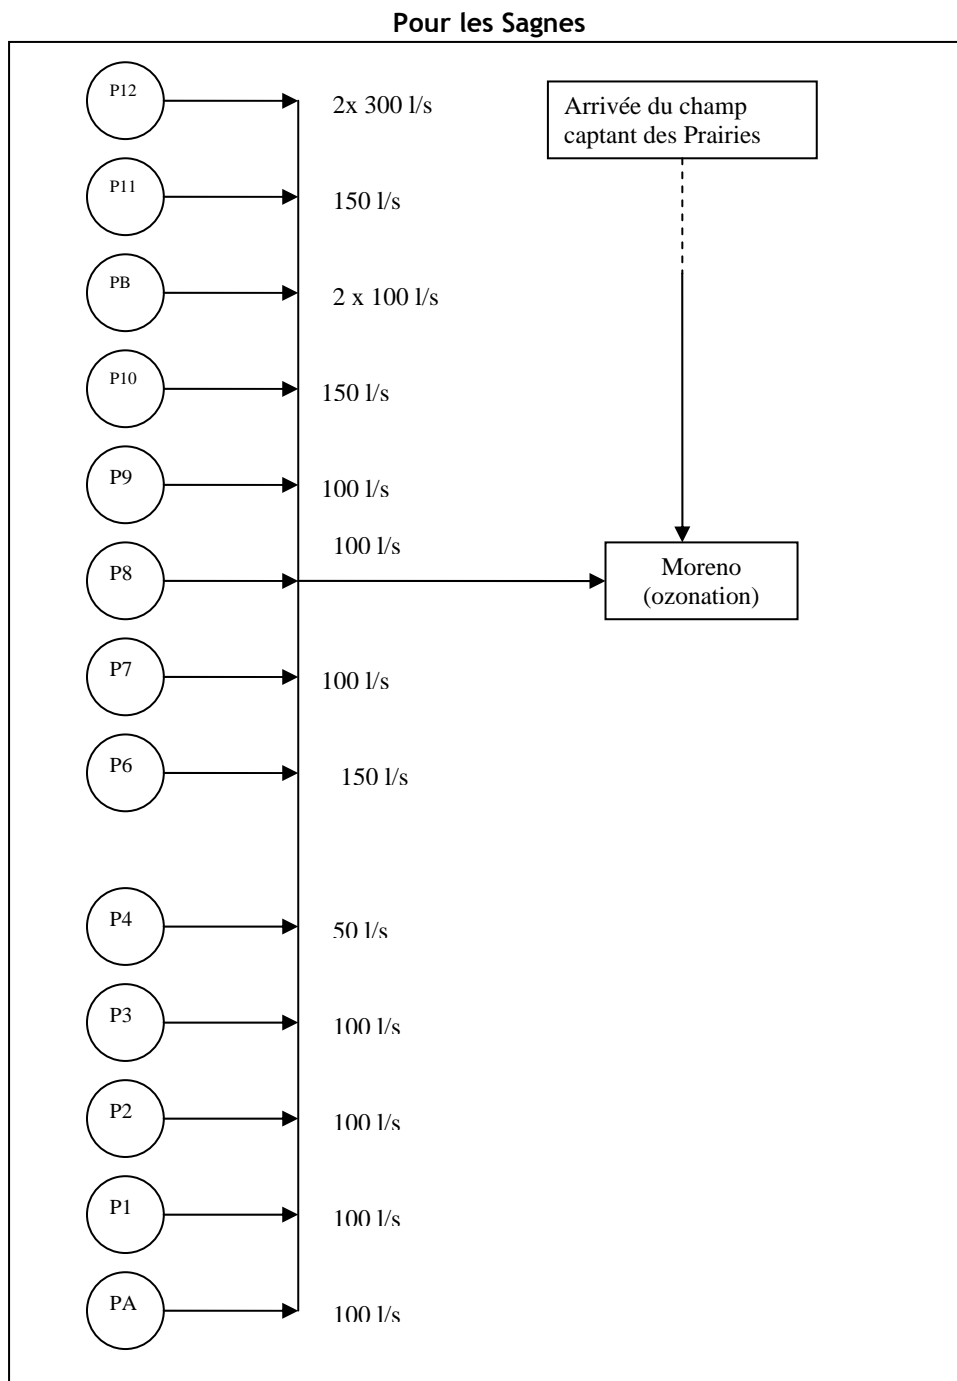 Pour les Sagnes
P12
2x 300 l/s
Arrivée du champ
captant des Prairies
P11
150 l/s
PB
2 x 100 l/s
P10
150 l/s
P9
100 l/s
P8
100 l/s
Moreno
(ozonation)
P7
100 l/s
P6
150 l/s
P4
50 l/s
P3
100 l/s
P2
100 l/s
P1
100 l/s
PA
100 l/s